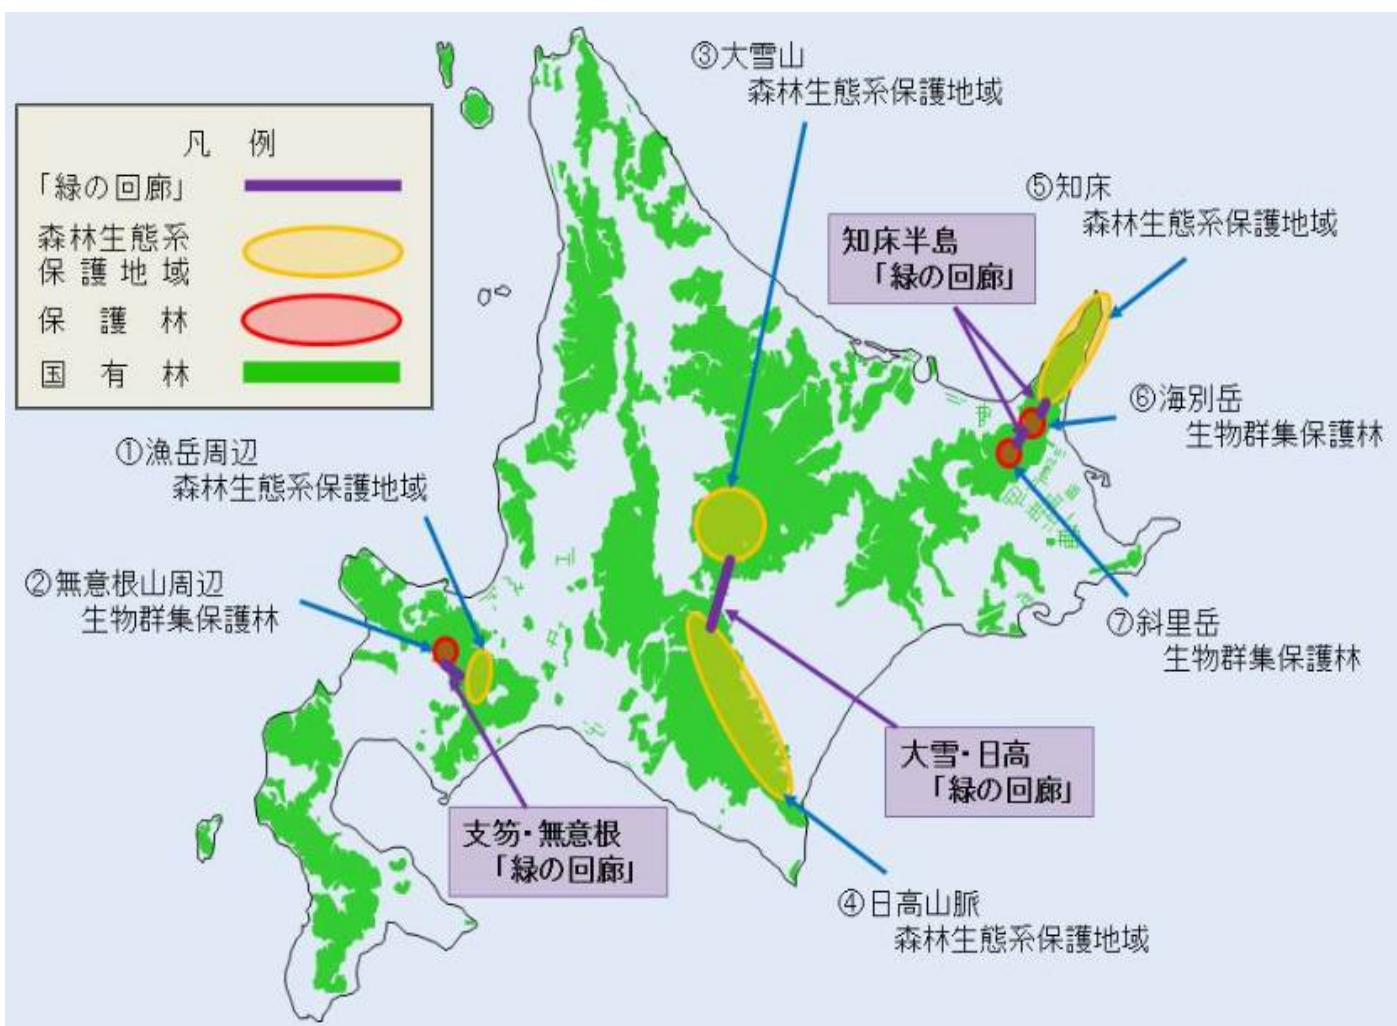 凡 例
「緑の回廊」
森林生態系
保護地域
保護林
国有林
③大雪山
森林生態系保護地域
⑤知床
森林生態系保護地域
知床半島
「緑の回廊」
⑥海別岳
生物群集保護林
①漁岳周辺
森林生態系保護地域
②無意根山周辺
生物群集保護林
⑦斜里岳
生物群集保護林
大雪・日高
「緑の回廊」
支笏・無意根
「緑の回廊」
④日高山脈
森林生態系保護地域